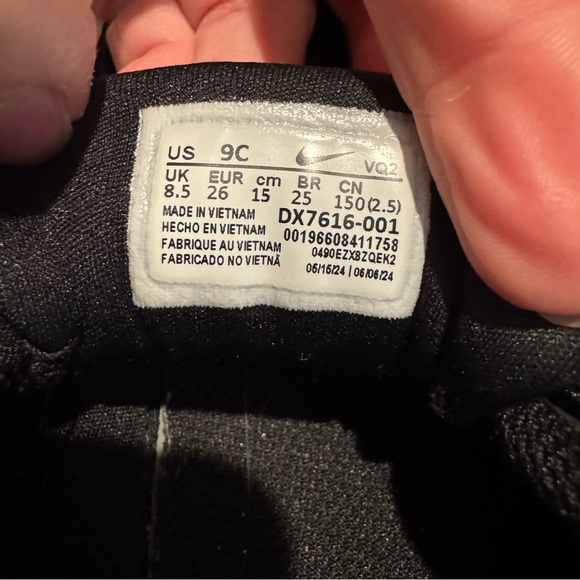 US 9C VQ2
UK EUR cm BR CN
8.5 26 15 25 150(2.5)
MADE IN VIETNAM DX7616-001
HECHO EN VIETNAM 00196608411758
FABRIQUE AU VIETNAM 0490EZX8ZQEK2
FABRICADO NO VIETNÃ 05/15/24 | 06/06/24